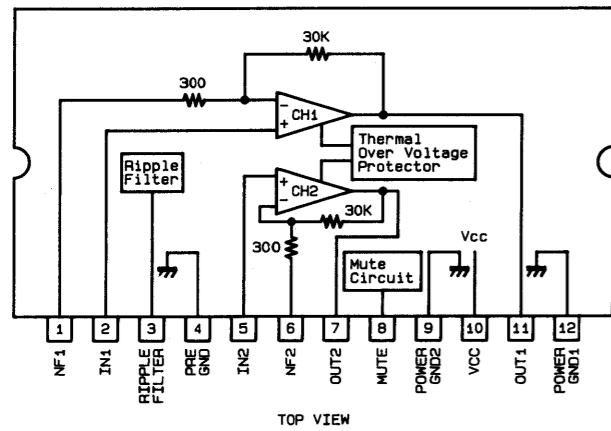 30K
300
CH1
Thermal
Over Voltage
Protector
Ripple
Filter
CH2
30K
300
Vcc
Mute
Circuit
1 2 3 4 5 6 7 8 9 10 11 12
NF1
IN1
RIPPLE
FILTER
PRE
GND
IN2
NF2
OUT2
MUTE
POWER
GND2
VCC
OUT1
POWER
GND1
TOP VIEW